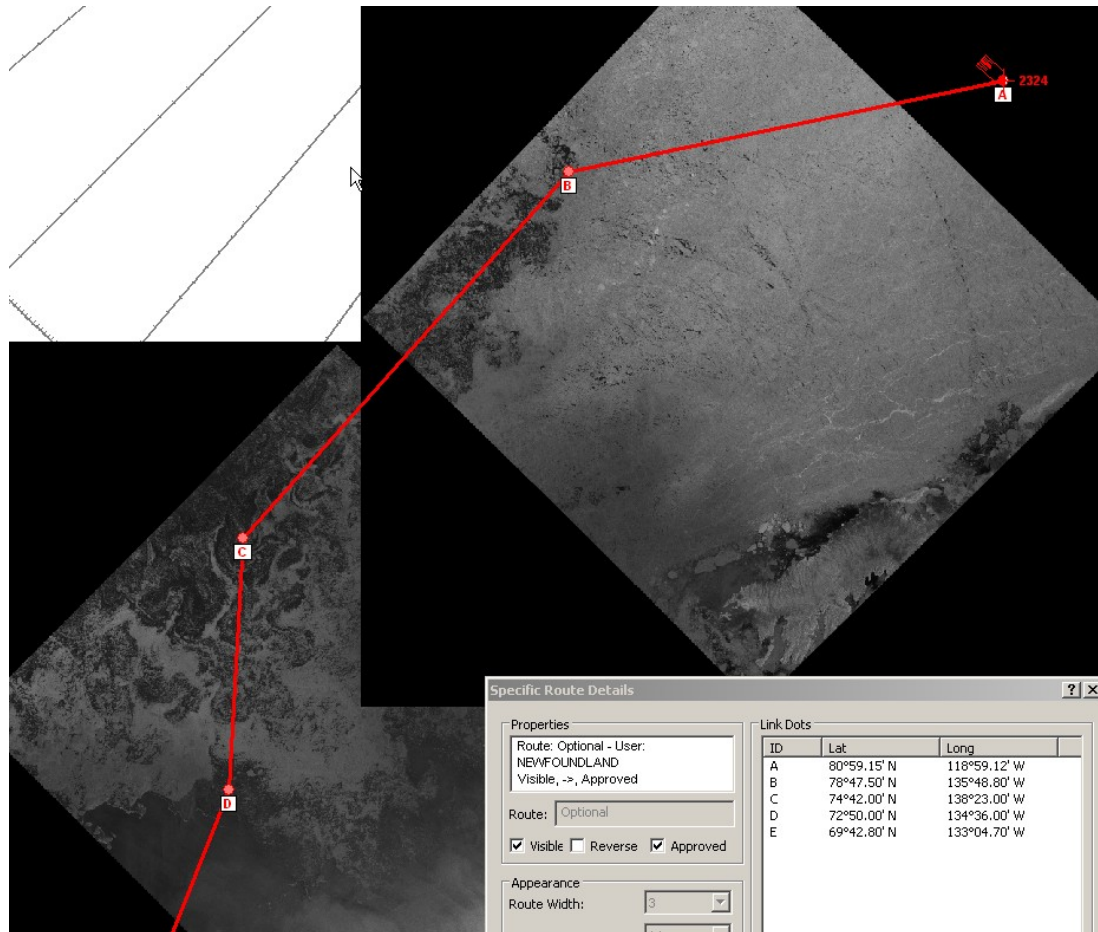 2324
A
B
C
D
Specific Route Details
Properties
Route: Optional - User:
NEWFOUNDLAND
Visible, ->, Approved
Route: Optional
Visible Reverse Approved
Appearance
Route Width: 3
Link Dots
ID Lat Long
A 80°59.15' N 118°59.12' W
B 78°47.50' N 135°48.80' W
C 74°42.00' N 138°23.00' W
D 72°50.00' N 134°36.00' W
E 69°42.80' N 133°04.70' W